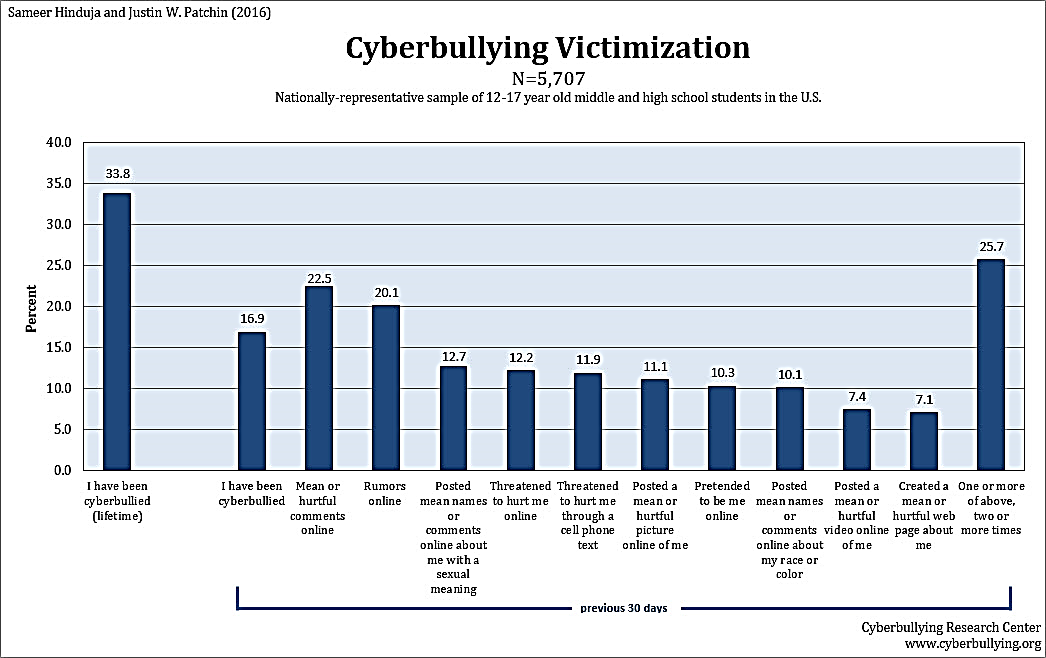 Sameer Hinduja and Justin W. Patchin (2016)
Cyberbullying Victimization
N=5,707
Nationally-representative sample of 12-17 year old middle and high school students in the U.S.
Percent
40.0
35.0
30.0
25.0
20.0
15.0
10.0
5.0
0.0
33.8
16.9
22.5
20.1
12.7
12.2
11.9
11.1
10.3
10.1
7.4
7.1
25.7
I have been
cyberbullied
(lifetime)
I have been
cyberbullied
Mean or
hurtful
comments
online
Rumors
online
Posted
mean names
or
comments
online about
me with a
sexual
meaning
Threatened
to hurt me
online
Threatened
to hurt me
through a
cell phone
text
Posted a
mean or
hurtful
picture
online of me
Pretended
to be me
online
Posted
mean names
or
comments
online about
my race or
color
Posted a
mean or
hurtful
video online
of me
Created a
mean or
hurtful web
page about
me
One or more
of above,
two or
more times
previous 30 days
Cyberbullying Research Center
www.cyberbullying.org